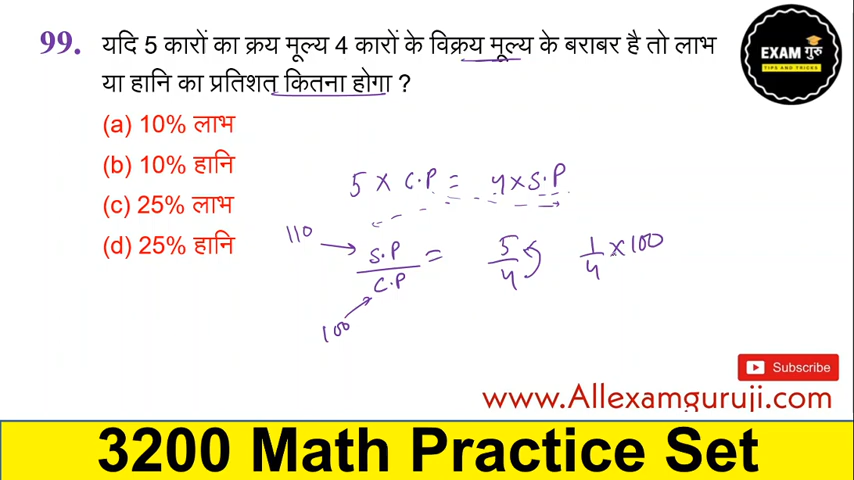 99. यदि 5 कारों का क्रय मूल्य 4 कारों के विक्रय मूल्य के बराबर है तो लाभ
या हानि का प्रतिशत कितना होगा ?
EXAM गुरु
TIPS AND TRICKS
(a) 10% लाभ
(b) 10% हानि
(c) 25% लाभ
(d) 25% हानि
5 × C.P = 4 × S.P
110
S.P / C.P = 5/4
1/4 × 100
100
Subscribe
www.Allexamguruji.com
3200 Math Practice Set